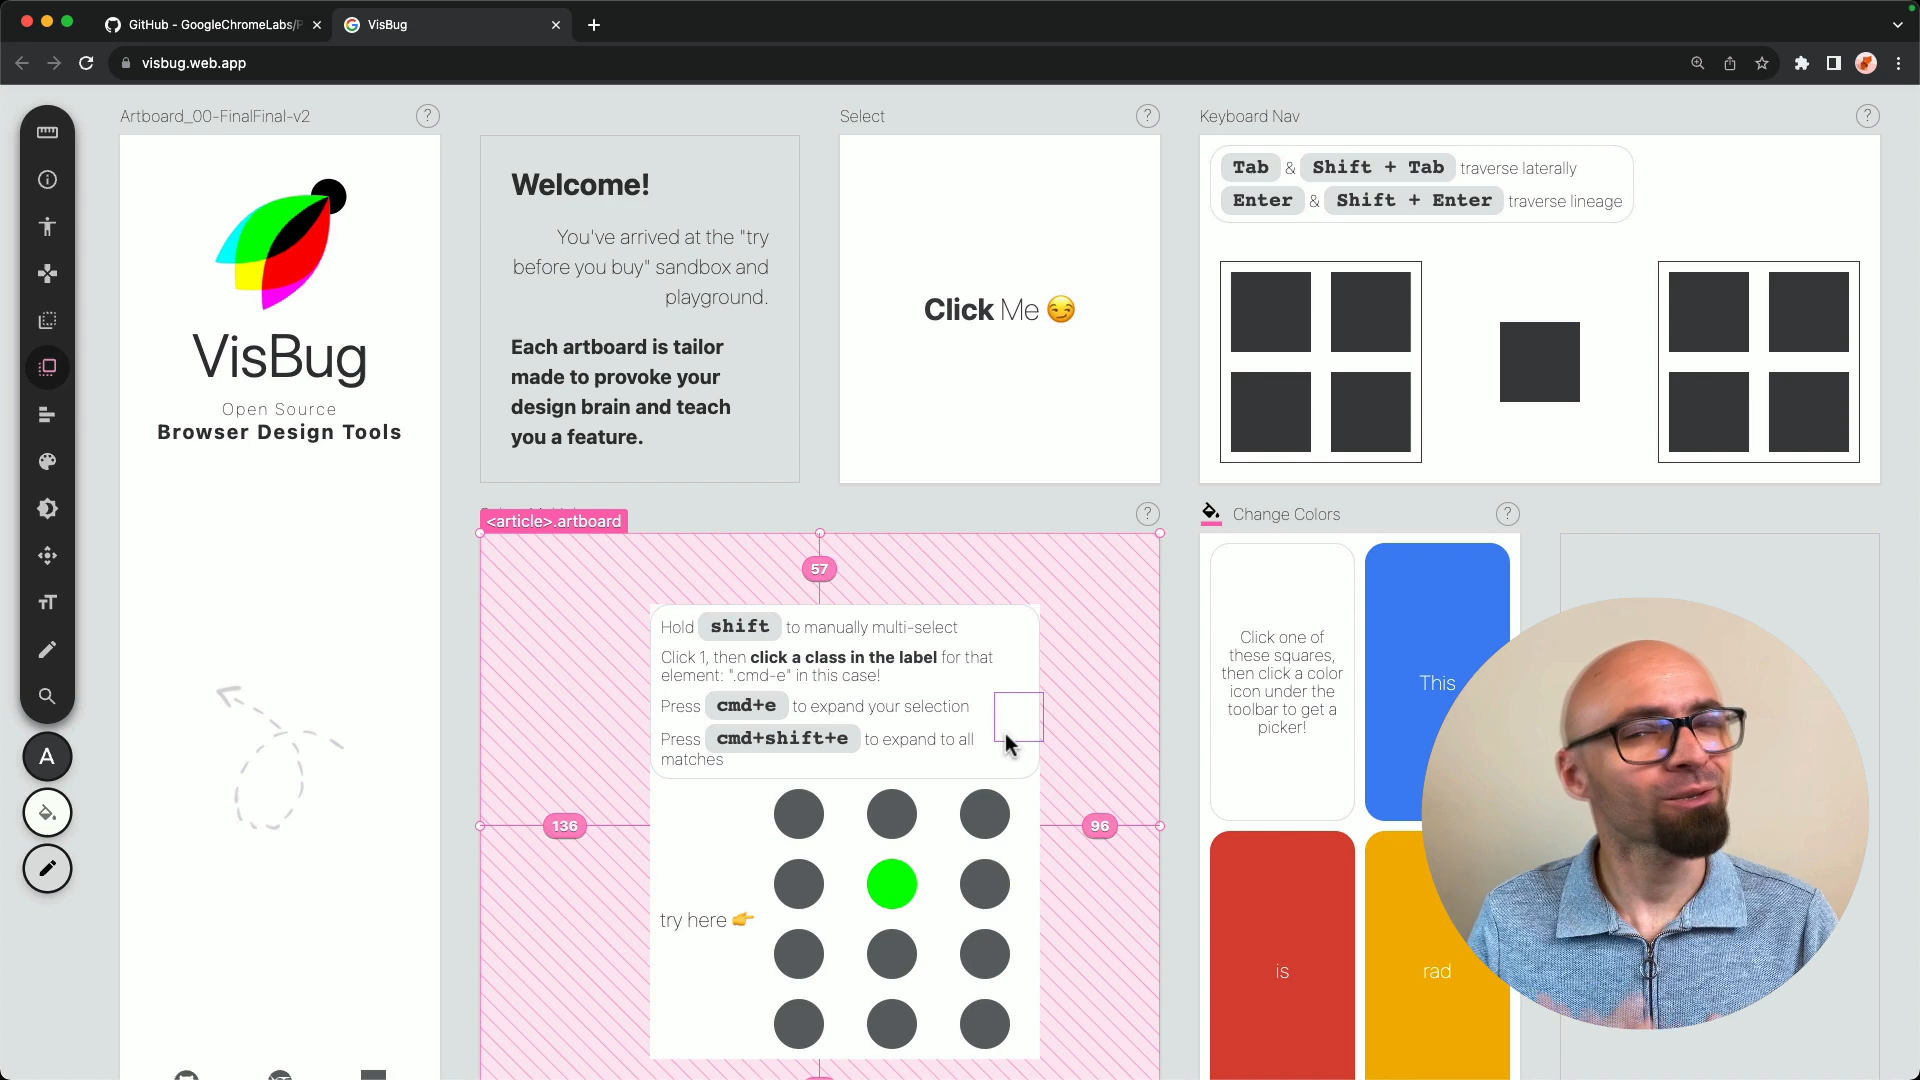 GitHub - GoogleChromeLabs/P
VisBug
visbug.web.app
Artboard_00-FinalFinal-v2
?
VisBug
Open Source
Browser Design Tools
Welcome!
You've arrived at the "try
before you buy" sandbox and
playground.
Each artboard is tailor
made to provoke your
design brain and teach
you a feature.
Select
?
Click Me
Keyboard Nav
?
Tab & Shift + Tab traverse laterally
Enter & Shift + Enter traverse lineage
<article>.artboard
?
57
136
96
Hold shift to manually multi-select
Click 1, then click a class in the label for that
element: ".cmd-e" in this case!
Press cmd+e to expand your selection
Press cmd+shift+e to expand to all
matches
try here
Change Colors
?
Click one of
these squares,
then click a color
icon under the
toolbar to get a
picker!
This
is
rad
A